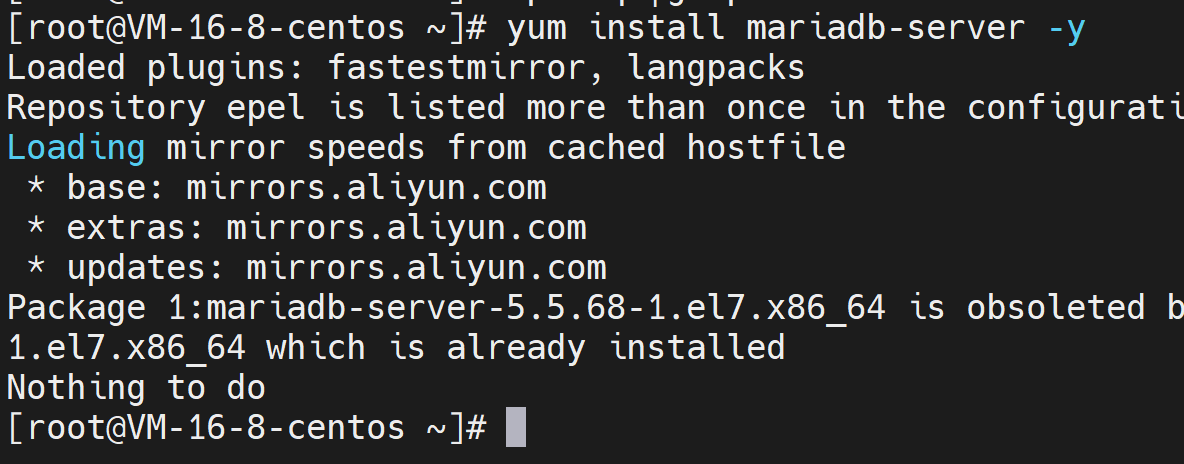 [root@VM-16-8-centos ~]# yum install mariadb-server -y
Loaded plugins: fastestmirror, langpacks
Repository epel is listed more than once in the configurati
Loading mirror speeds from cached hostfile
* base: mirrors.aliyun.com
* extras: mirrors.aliyun.com
* updates: mirrors.aliyun.com
Package 1:mariadb-server-5.5.68-1.el7.x86_64 is obsoleted b
1.el7.x86_64 which is already installed
Nothing to do
[root@VM-16-8-centos ~]#